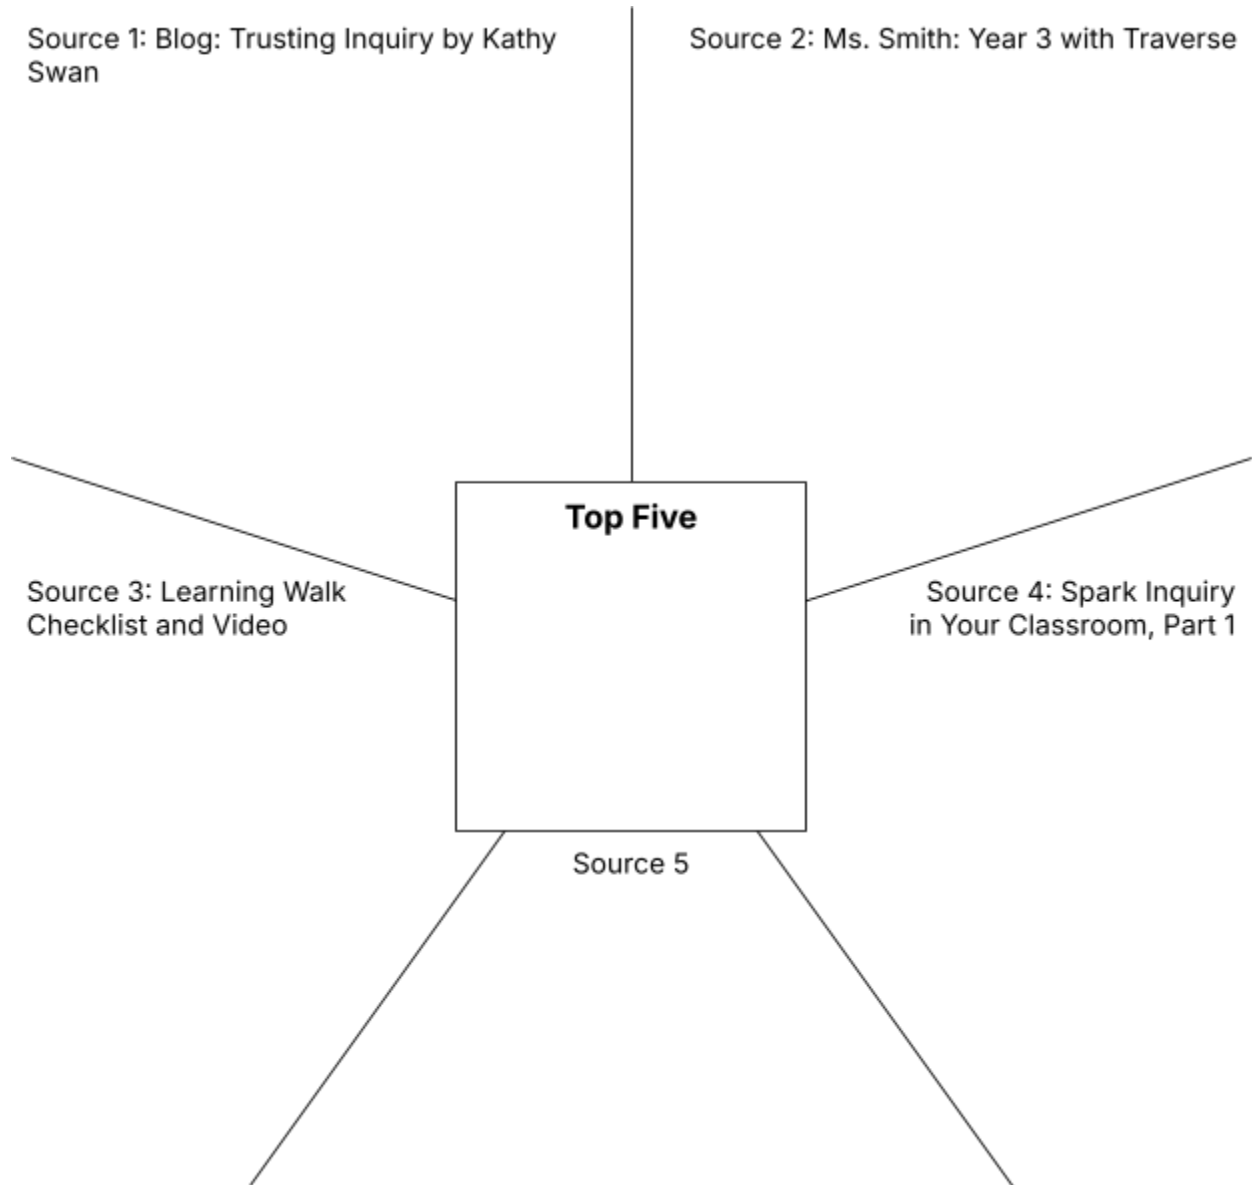 Source 1: Blog: Trusting Inquiry by Kathy
Swan
Source 2: Ms. Smith: Year 3 with Traverse
Top Five
Source 3: Learning Walk
Checklist and Video
Source 4: Spark Inquiry
in Your Classroom, Part 1
Source 5